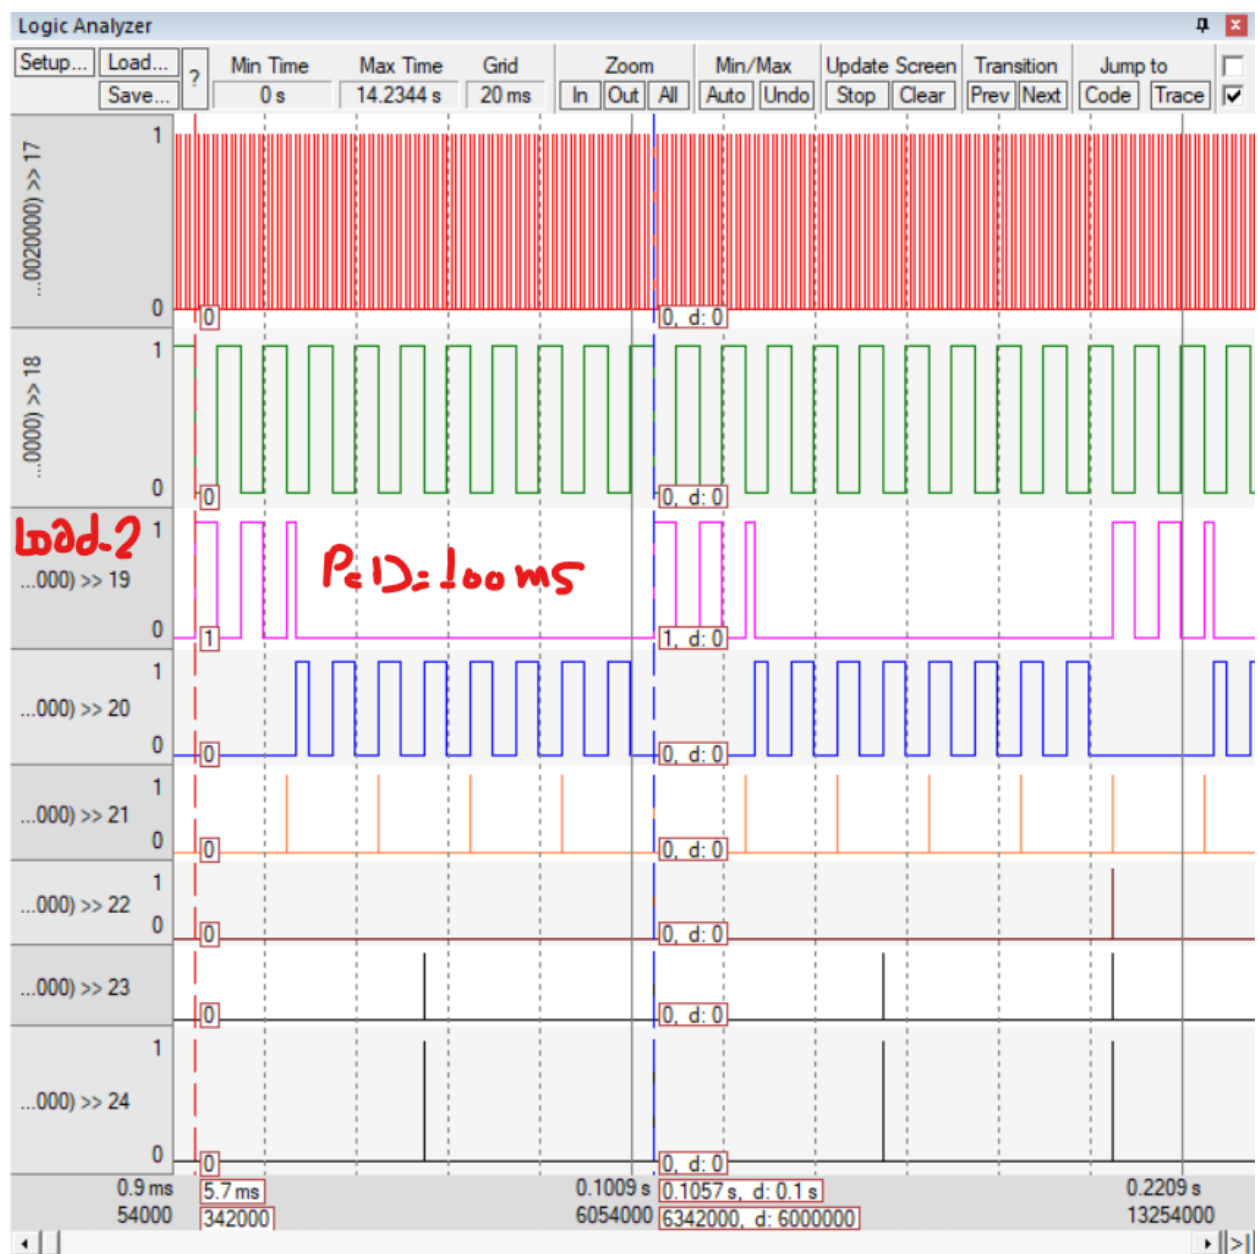 Logic Analyzer
Setup... Load... ? Min Time Max Time Grid Zoom Min/Max Update Screen Transition Jump to
Save... 0 s 14.2344 s 20 ms In Out All Auto Undo Stop Clear Prev Next Code Trace
...0020000) >> 17
1
0
0
0, d: 0
...0000) >> 18
1
0
0
0, d: 0
Load-2
...000) >> 19
1
0
P=D=100ms
1
1, d: 0
...000) >> 20
1
0
0
0, d: 0
...000) >> 21
1
0
0
0, d: 0
...000) >> 22
1
0
0
0, d: 0
...000) >> 23
1
0
0
0, d: 0
...000) >> 24
1
0
0
0, d: 0
0.9 ms 5.7 ms 0.1009 s 0.1057 s, d: 0.1 s 0.2209 s
54000 342000 6054000 6342000, d: 6000000 13254000